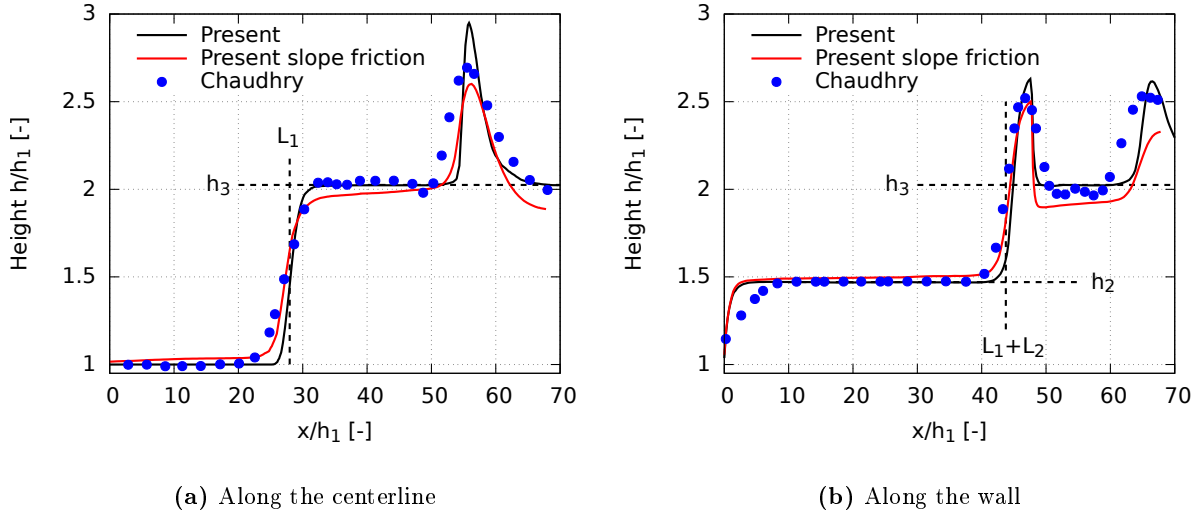 3
2.5
2
1.5
1
Height h/h₁ [-]
Present
Present slope friction
Chaudhry
L₁
h₃
0 10 20 30 40 50 60 70
x/h₁ [-]
(a) Along the centerline
3
2.5
2
1.5
1
Height h/h₁ [-]
Present
Present slope friction
Chaudhry
h₃
h₂
L₁+L₂
0 10 20 30 40 50 60 70
x/h₁ [-]
(b) Along the wall